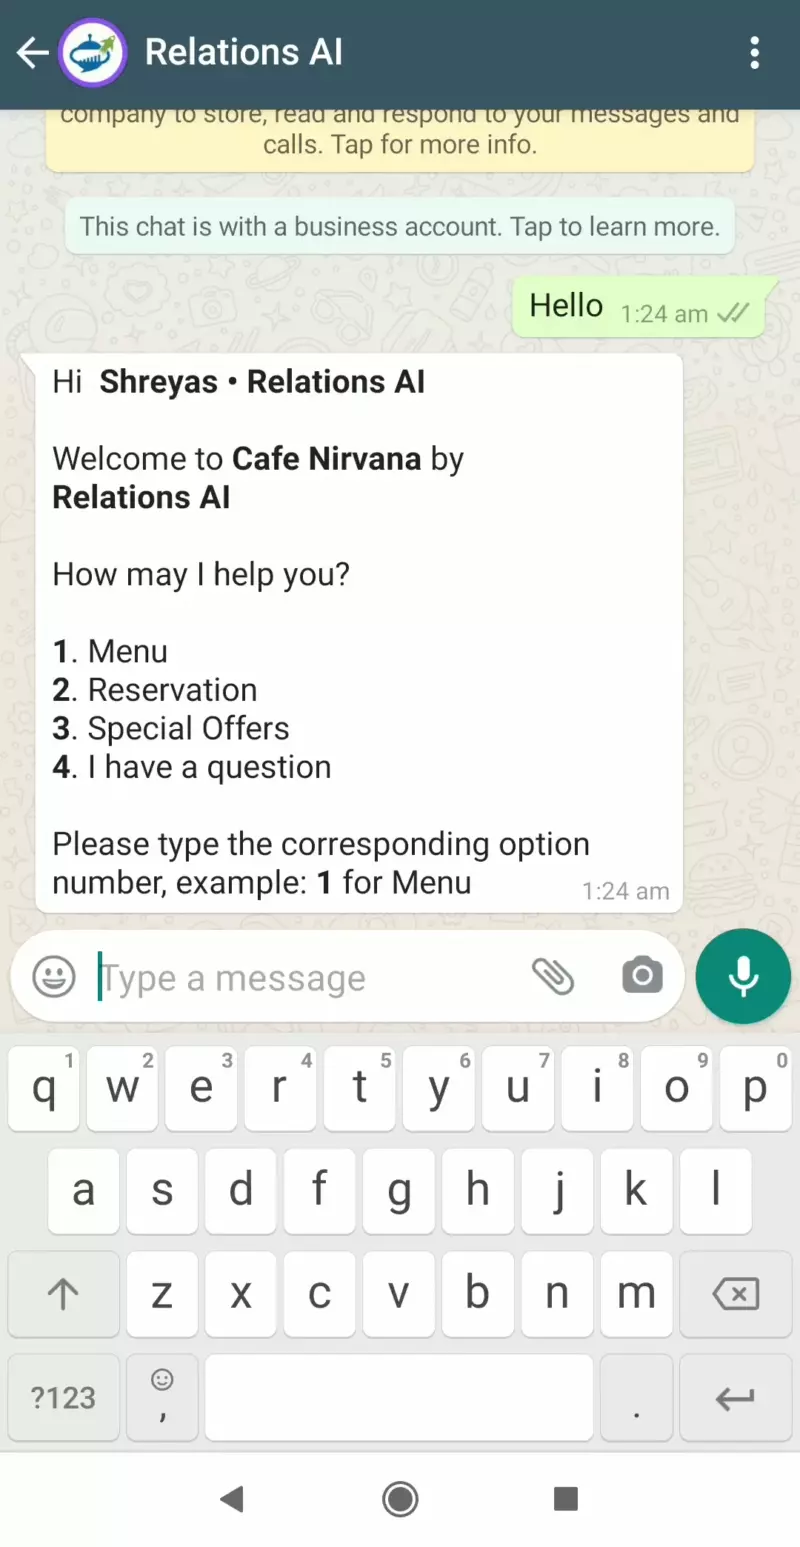 Relations AI
company to store, read and respond to your messages and
calls. Tap for more info.
This chat is with a business account. Tap to learn more.
Hello 1:24 am
Hi Shreyas • Relations AI
Welcome to Cafe Nirvana by
Relations AI
How may I help you?
1. Menu
2. Reservation
3. Special Offers
4. I have a question
Please type the corresponding option
number, example: 1 for Menu 1:24 am
Type a message
1 2 3 4 5 6 7 8 9 0
q w e r t y u i o p
a s d f g h j k l
z x c v b n m
?123 , .